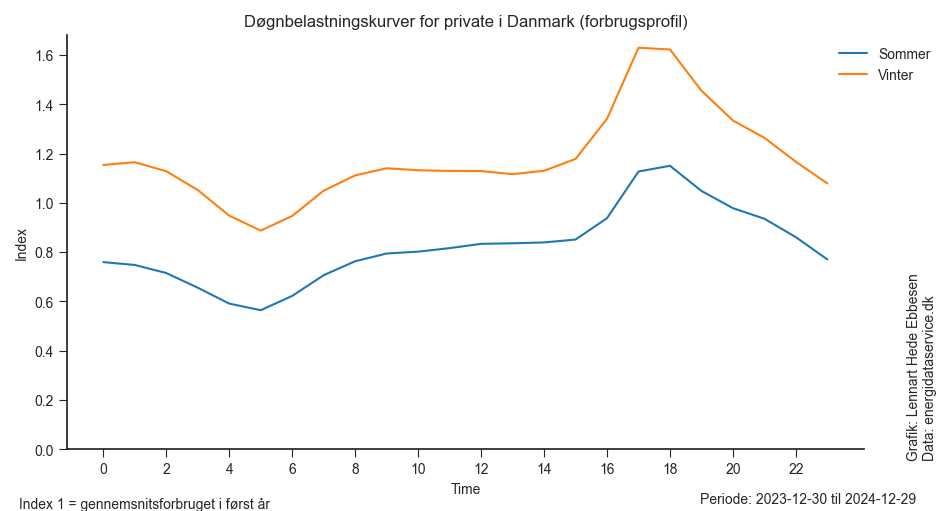 Døgnbelastningskurver for private i Danmark (forbrugsprofil)
Sommer
Vinter
1.6
1.4
1.2
1.0
0.8
0.6
0.4
0.2
0.0
Index
0 2 4 6 8 10 12 14 16 18 20 22
Time
Grafik: Lennart Hede Ebbesen
Data: energidataservice.dk
Index 1 = gennemsnitsforbruget i først år
Periode: 2023-12-30 til 2024-12-29